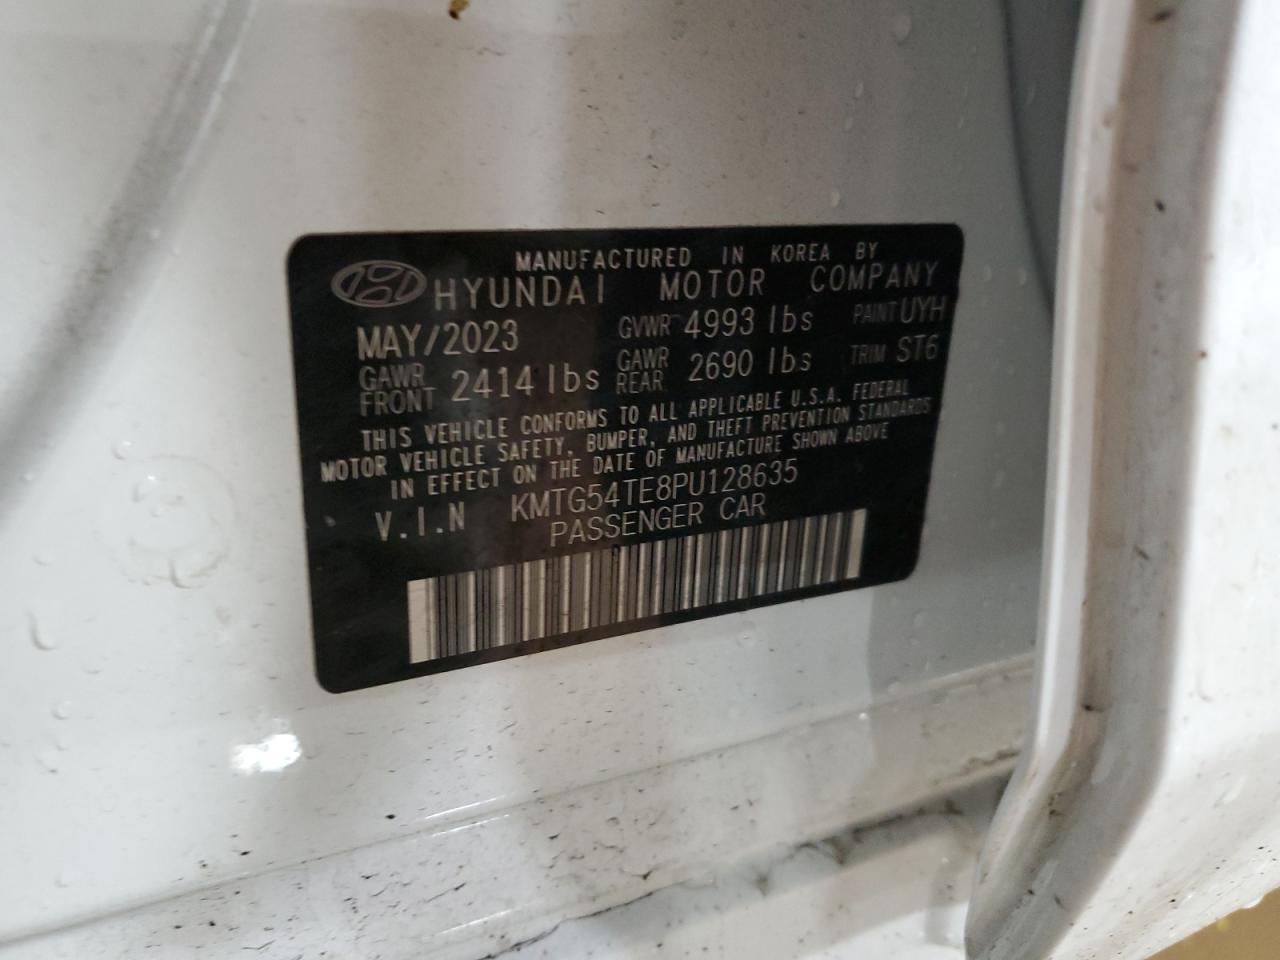 MANUFACTURED IN KOREA BY
HYUNDAI MOTOR COMPANY
MAY/2023 GVWR 4993 lbs PAINT UYH
GAWR FRONT 2414 lbs GAWR REAR 2690 lbs TRIM ST6
THIS VEHICLE CONFORMS TO ALL APPLICABLE U.S.A. FEDERAL
MOTOR VEHICLE SAFETY, BUMPER, AND THEFT PREVENTION STANDARDS
IN EFFECT ON THE DATE OF MANUFACTURE SHOWN ABOVE
V.I.N KMTG54TE8PU128635
PASSENGER CAR